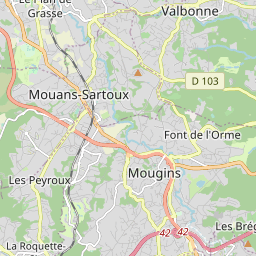 Le Plan de
Grasse
Valbonne
D 103
Mouans-Sartoux
Font de l'Orme
Les Peyroux
Mougins
Les Bré
42
42
La Roquette-